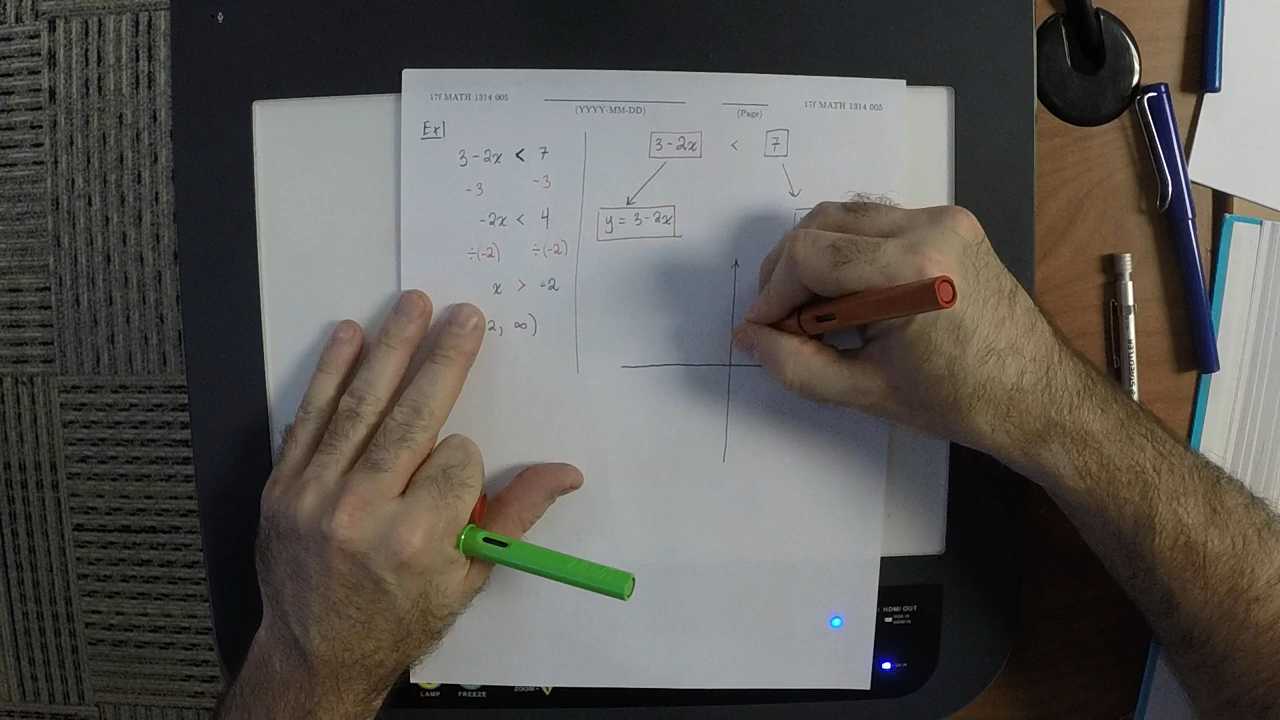 17f MATH 1314 005
(YYYY-MM-DD)
(Page)
17f MATH 1314 005
Ex
3 - 2x < 7
-3 -3
-2x < 4
÷(-2) ÷(-2)
x > -2
2, ∞)
3-2x < 7
y = 3-2x
STAEDTLER
HDMI OUT
LAMP
FREEZE
ZOOM